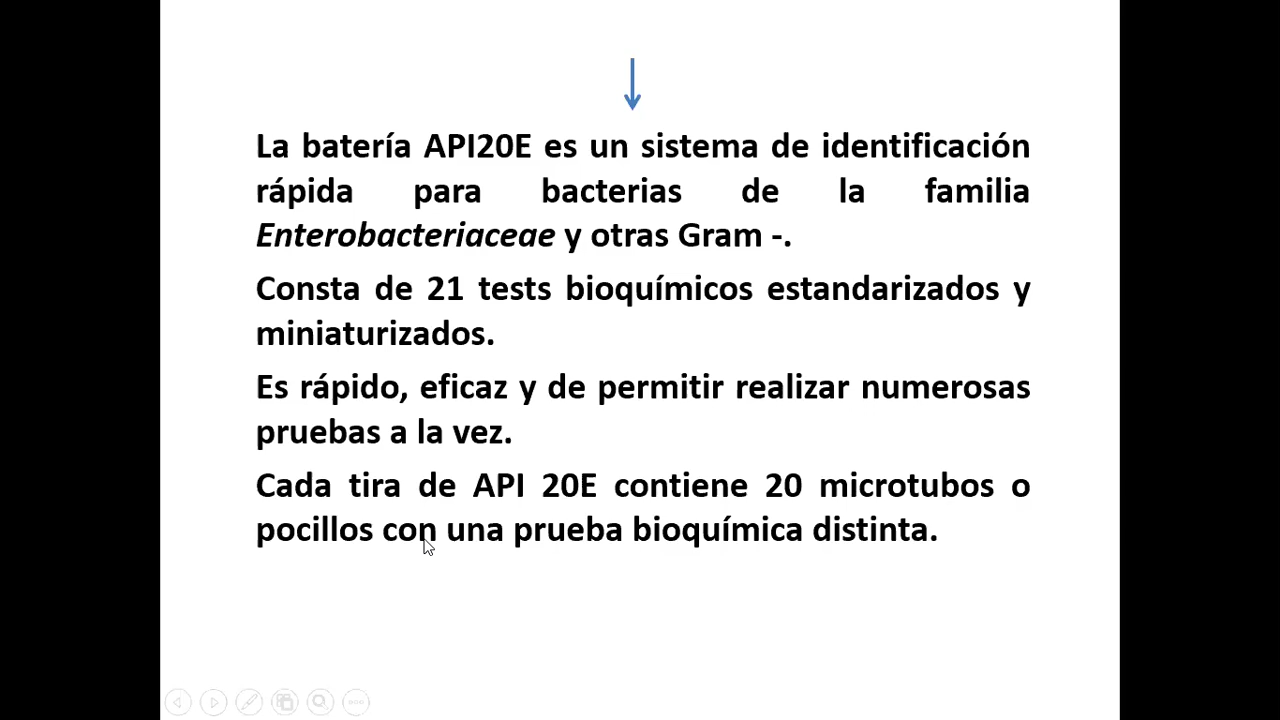 La batería API20E es un sistema de identificación
rápida para bacterias de la familia
Enterobacteriaceae y otras Gram -.
Consta de 21 tests bioquímicos estandarizados y
miniaturizados.
Es rápido, eficaz y de permitir realizar numerosas
pruebas a la vez.
Cada tira de API 20E contiene 20 microtubos o
pocillos con una prueba bioquímica distinta.